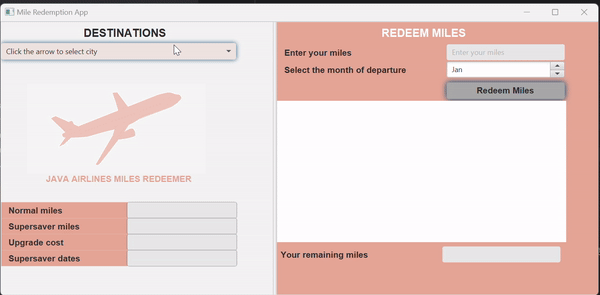 Mile Redemption App
DESTINATIONS
Click the arrow to select city
JAVA AIRLINES MILES REDEEMER
Normal miles
Supersaver miles
Upgrade cost
Supersaver dates
REDEEM MILES
Enter your miles
Enter your miles
Select the month of departure
Jan
Redeem Miles
Your remaining miles